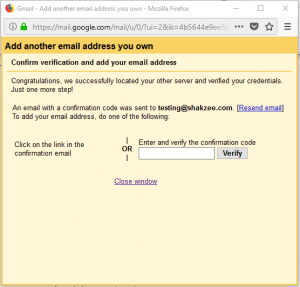 Gmail - Add another email address you own - Mozilla Firefox
https://mail.google.com/mail/u/0/?ui=2&ik=4b5644e9ee
Add another email address you own
Confirm verification and add your email address
Congratulations, we successfully located your other server and verified your credentials.
Just one more step!
An email with a confirmation code was sent to testing@shakzee.com. [Resend email]
To add your email address, do one of the following:
Click on the link in the
confirmation email
|
OR
|
Enter and verify the confirmation code
Verify
Close window